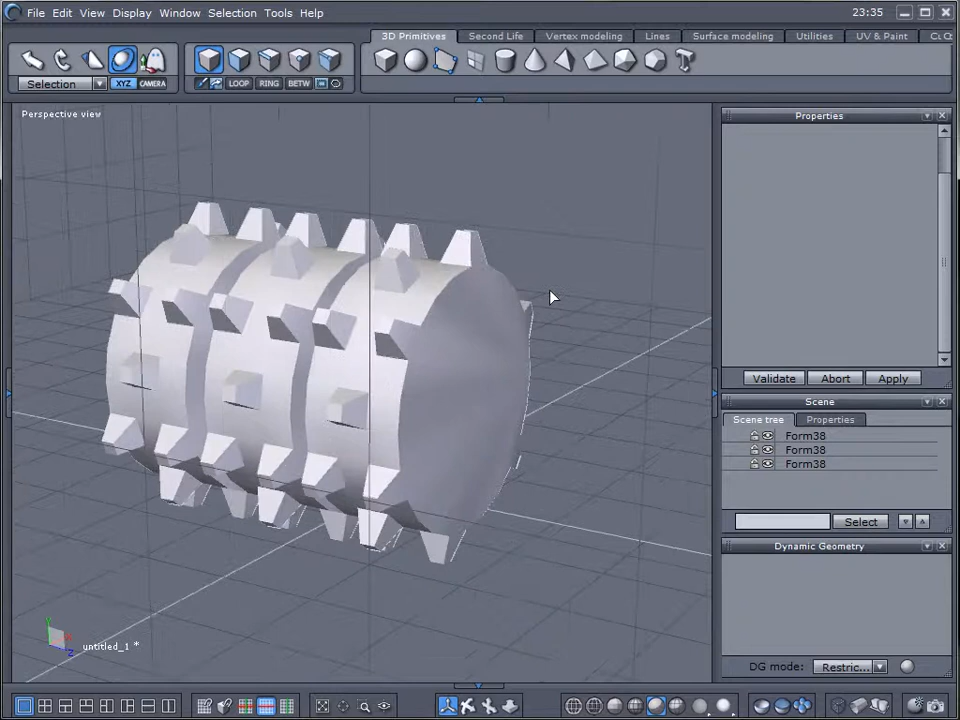 File Edit View Display Window Selection Tools Help
23:35
3D Primitives Second Life Vertex modeling Lines Surface modeling Utilities UV & Paint
Selection XYZ CAMERA LOOP RING BETW
Perspective view
Properties
Validate Abort Apply
Scene
Scene tree Properties
Form38
Form38
Form38
Select
Dynamic Geometry
DG mode: Restric...
Y
Z
untitled_1 *